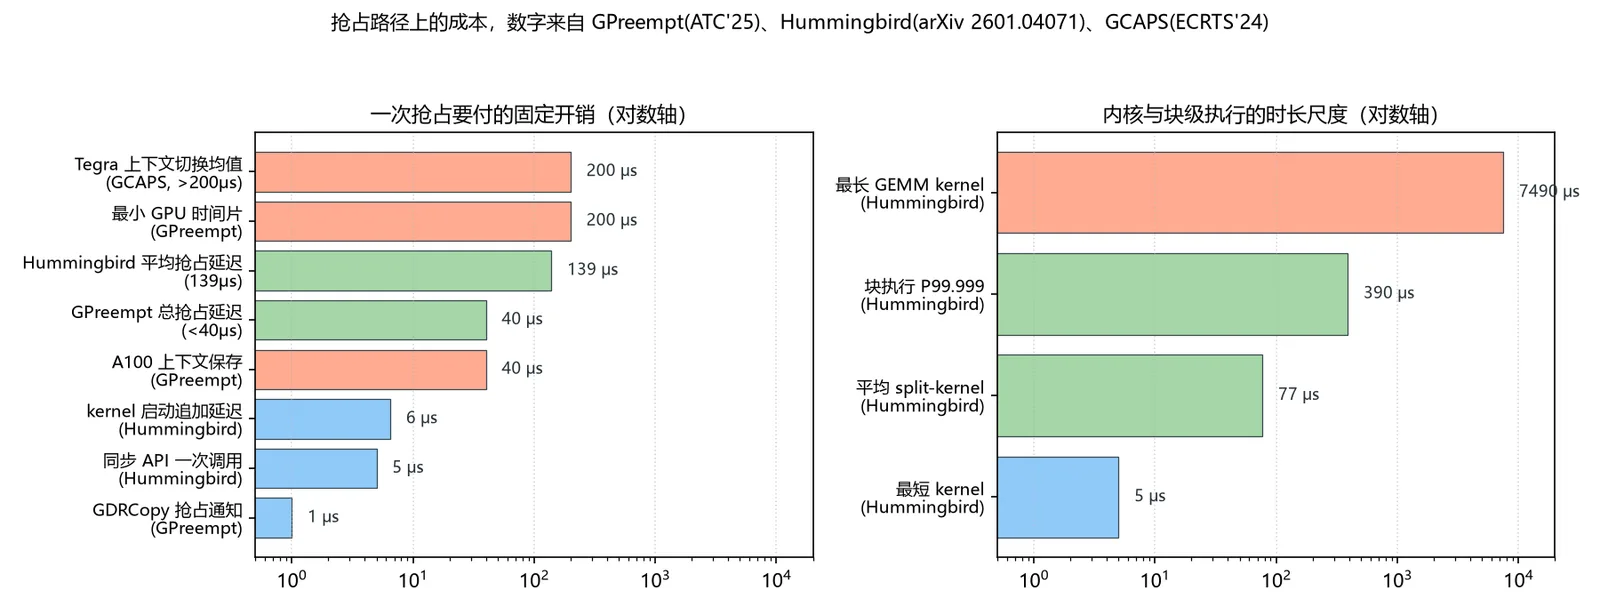 抢占路径上的成本，数字来自 GPreempt(ATC'25)、Hummingbird(arXiv 2601.04071)、GCAPS(ECRTS'24)
一次抢占要付的固定开销（对数轴）
Tegra 上下文切换均值
(GCAPS, >200μs)
200 μs
最小 GPU 时间片
(GPreempt)
200 μs
Hummingbird 平均抢占延迟
(139μs)
139 μs
GPreempt 总抢占延迟
(<40μs)
40 μs
A100 上下文保存
(GPreempt)
40 μs
kernel 启动追加延迟
(Hummingbird)
6 μs
同步 API 一次调用
(Hummingbird)
5 μs
GDRCopy 抢占通知
(GPreempt)
1 μs
10⁰ 10¹ 10² 10³ 10⁴
内核与块级执行的时长尺度（对数轴）
最长 GEMM kernel
(Hummingbird)
7490 μs
块执行 P99.999
(Hummingbird)
390 μs
平均 split-kernel
(Hummingbird)
77 μs
最短 kernel
(Hummingbird)
5 μs
10⁰ 10¹ 10² 10³ 10⁴